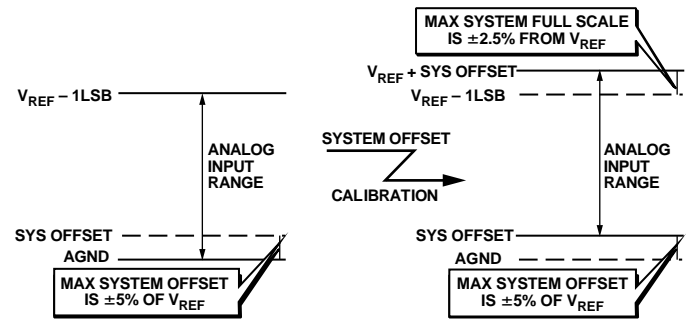 MAX SYSTEM FULL SCALE
IS ±2.5% FROM VREF
VREF + SYS OFFSET
VREF – 1LSB
VREF – 1LSB
ANALOG
INPUT
RANGE
SYSTEM OFFSET
CALIBRATION
ANALOG
INPUT
RANGE
SYS OFFSET
AGND
MAX SYSTEM OFFSET
IS ±5% OF VREF
SYS OFFSET
AGND
MAX SYSTEM OFFSET
IS ±5% OF VREF